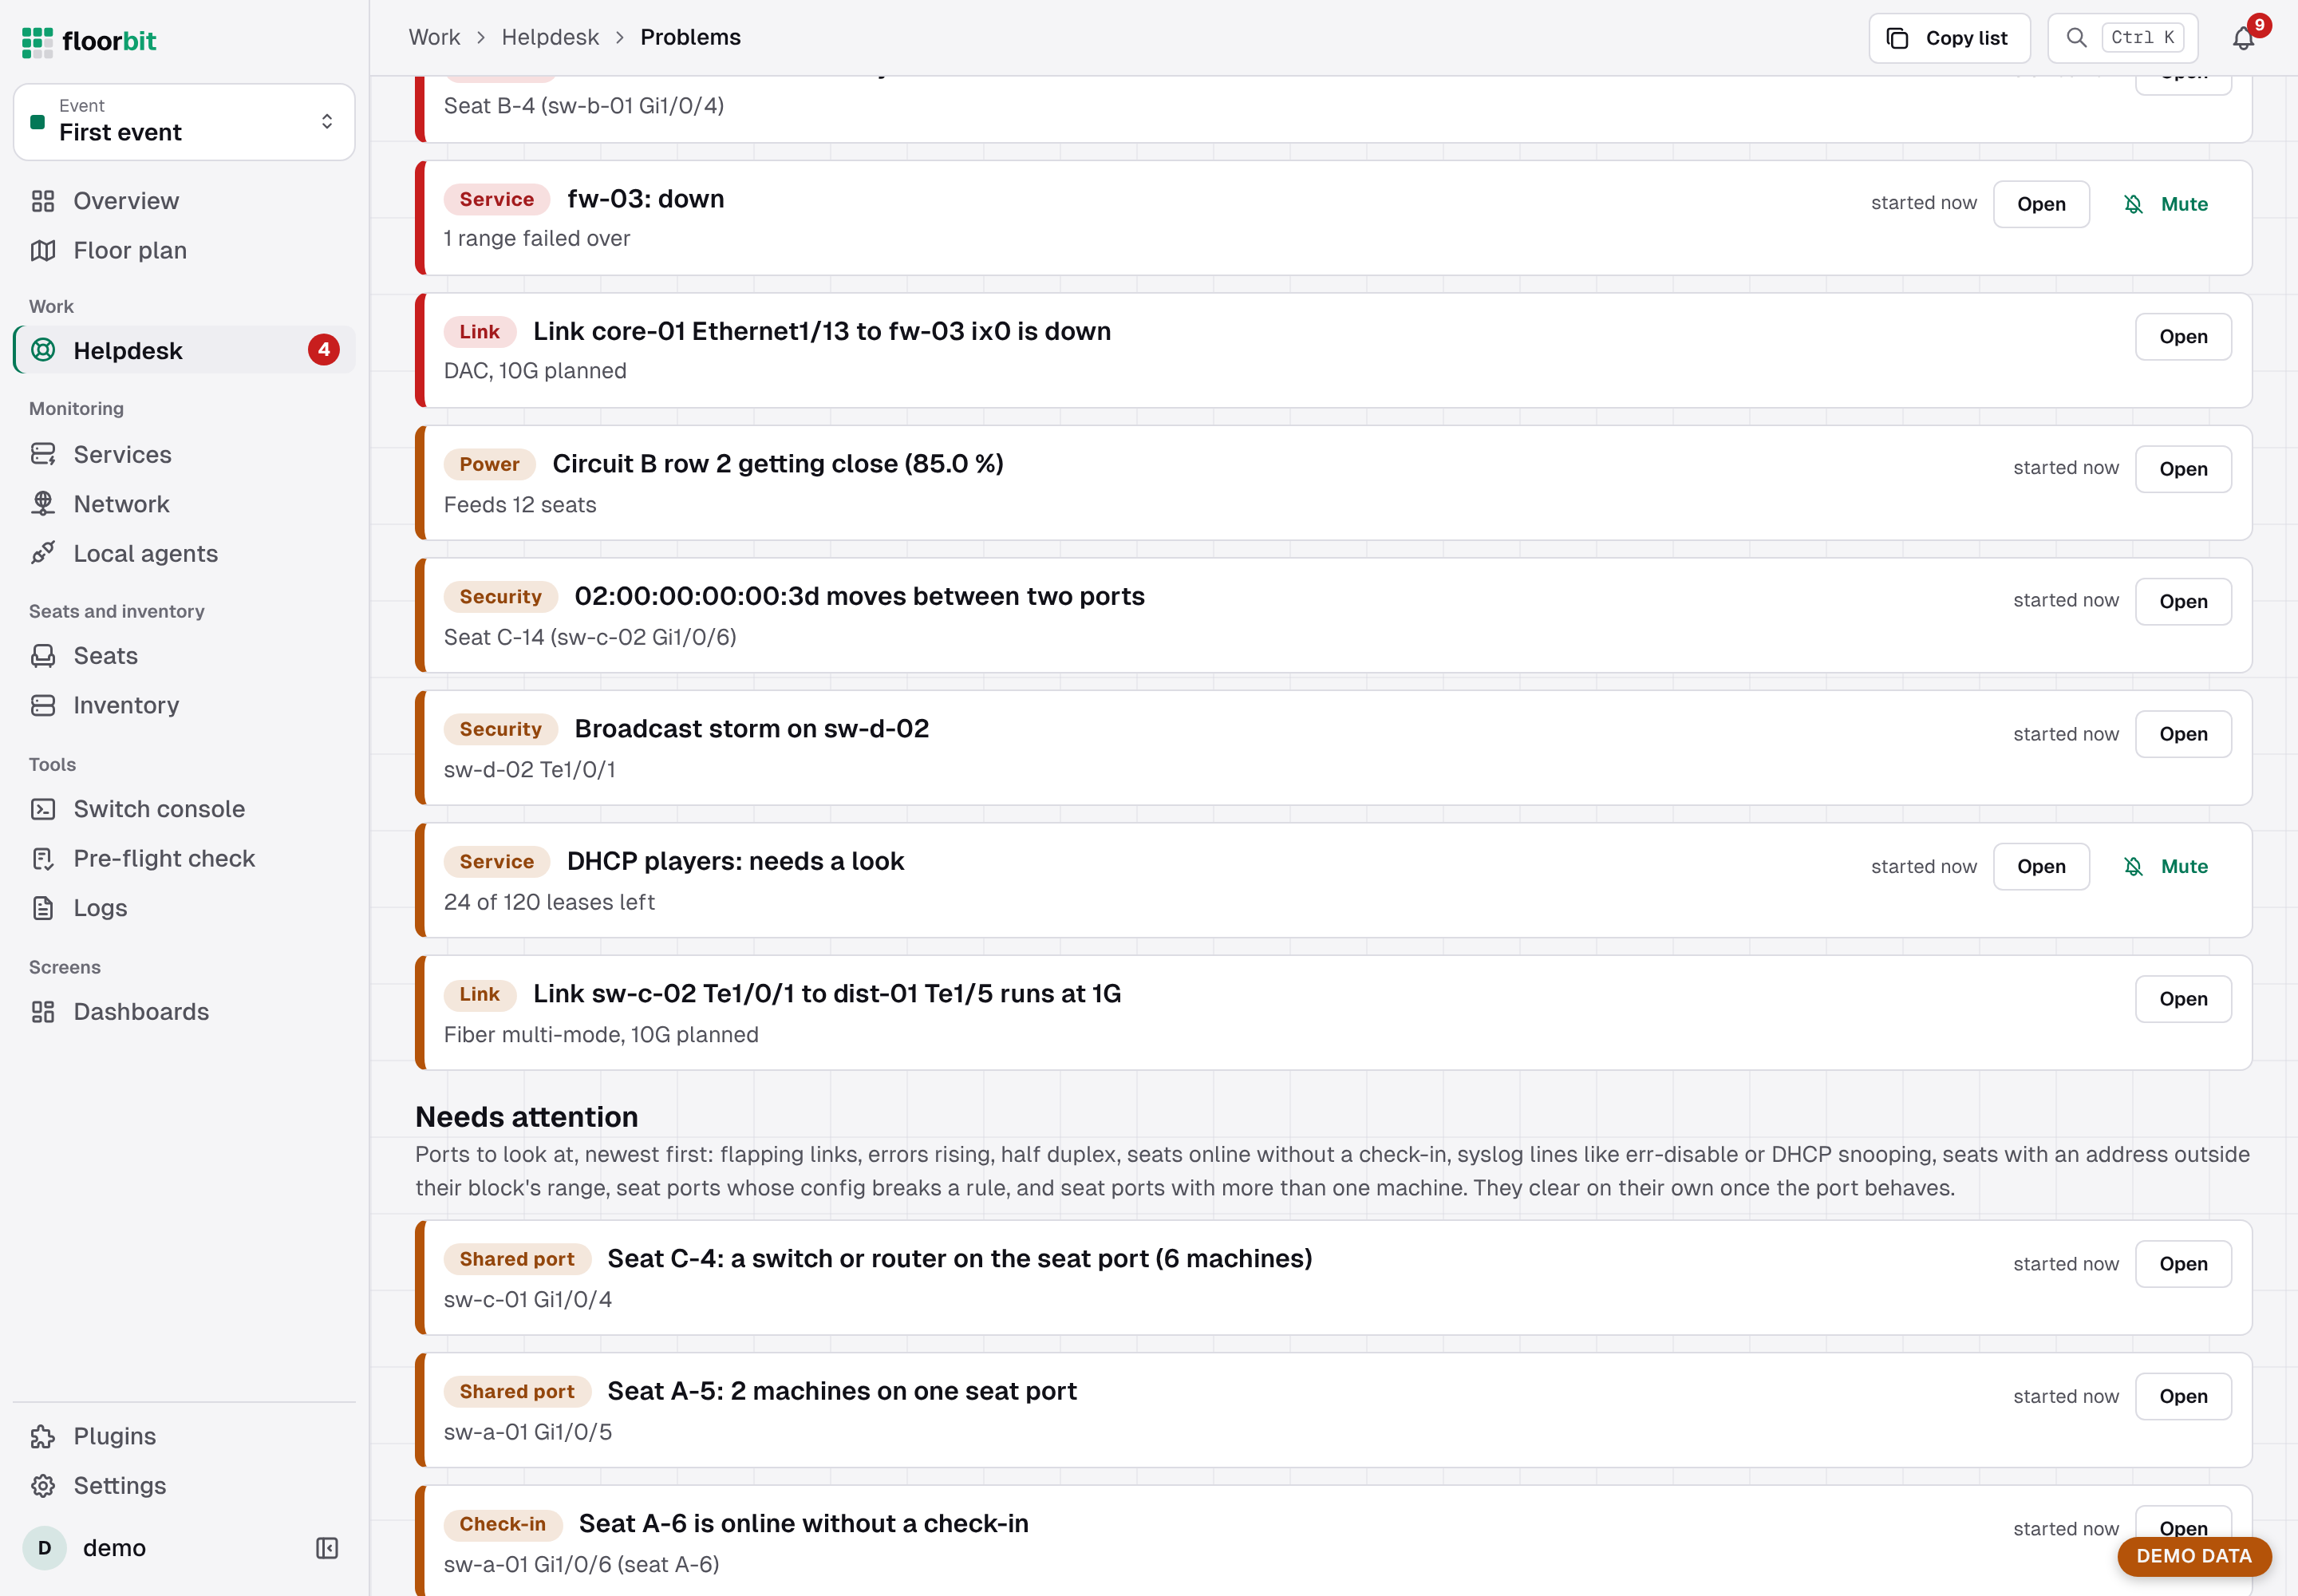 floorbit
Event
First event
Overview
Floor plan
Work
Helpdesk
4
Monitoring
Services
Network
Local agents
Seats and inventory
Seats
Inventory
Tools
Switch console
Pre-flight check
Logs
Screens
Dashboards
Plugins
Settings
D
demo
Work > Helpdesk > Problems
Copy list
Ctrl K
9
Seat B-4 (sw-b-01 Gi1/0/4)
Open
Service fw-03: down
1 range failed over
started now
Open
Mute
Link Link core-01 Ethernet1/13 to fw-03 ix0 is down
DAC, 10G planned
Open
Power Circuit B row 2 getting close (85.0 %)
Feeds 12 seats
started now
Open
Security 02:00:00:00:00:3d moves between two ports
Seat C-14 (sw-c-02 Gi1/0/6)
started now
Open
Security Broadcast storm on sw-d-02
sw-d-02 Te1/0/1
started now
Open
Service DHCP players: needs a look
24 of 120 leases left
started now
Open
Mute
Link Link sw-c-02 Te1/0/1 to dist-01 Te1/5 runs at 1G
Fiber multi-mode, 10G planned
Open
Needs attention
Ports to look at, newest first: flapping links, errors rising, half duplex, seats online without a check-in, syslog lines like err-disable or DHCP snooping, seats with an address outside
their block's range, seat ports whose config breaks a rule, and seat ports with more than one machine. They clear on their own once the port behaves.
Shared port Seat C-4: a switch or router on the seat port (6 machines)
sw-c-01 Gi1/0/4
started now
Open
Shared port Seat A-5: 2 machines on one seat port
sw-a-01 Gi1/0/5
started now
Open
Check-in Seat A-6 is online without a check-in
sw-a-01 Gi1/0/6 (seat A-6)
started now
Open
DEMO DATA